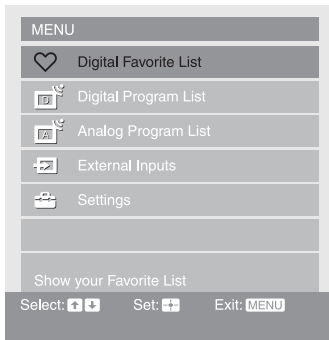 MENU
Digital Favorite List
D Digital Program List
A Analog Program List
External Inputs
Settings
Show your Favorite List
Select: Set: Exit: MENU